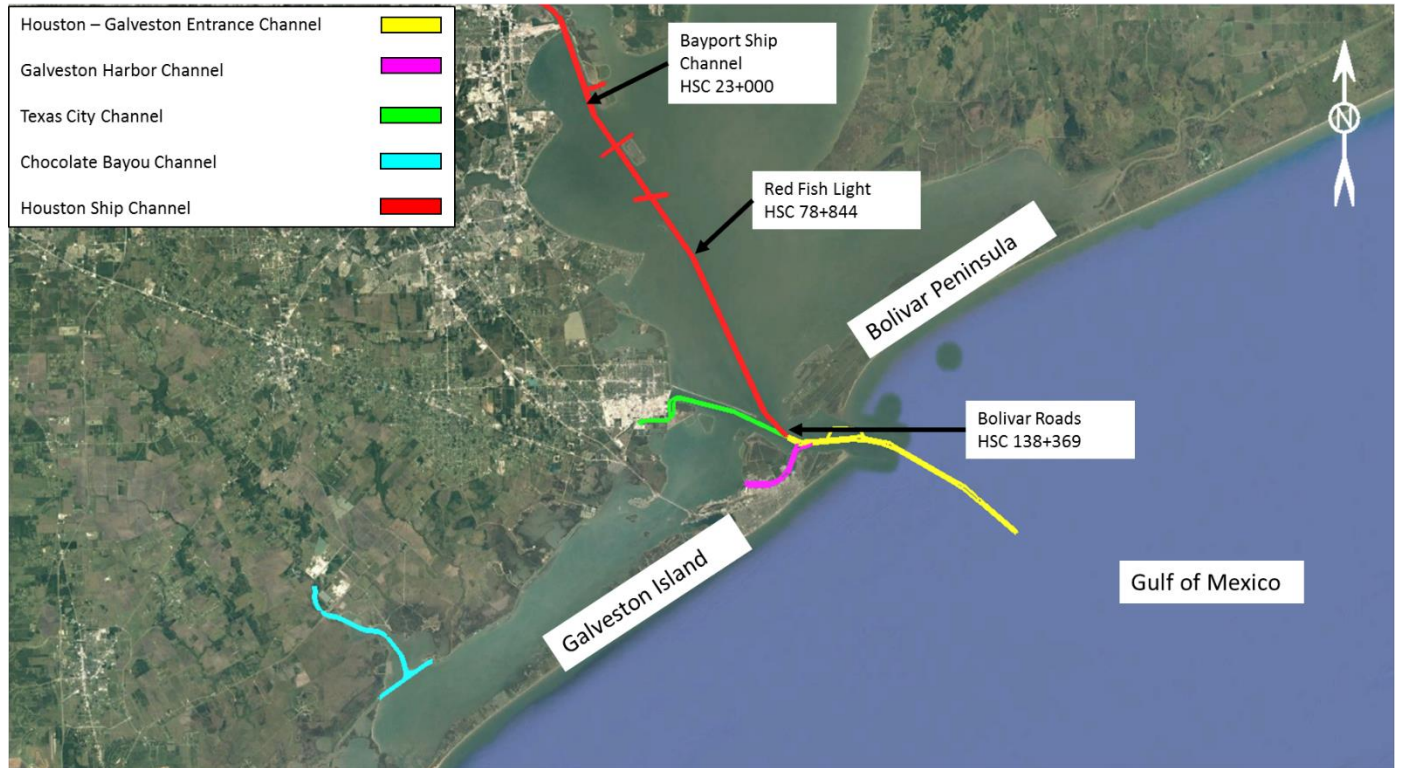 Houston – Galveston Entrance Channel
Galveston Harbor Channel
Texas City Channel
Chocolate Bayou Channel
Houston Ship Channel
Bayport Ship
Channel
HSC 23+000
N
Red Fish Light
HSC 78+844
Bolivar Peninsula
Bolivar Roads
HSC 138+369
Galveston Island
Gulf of Mexico